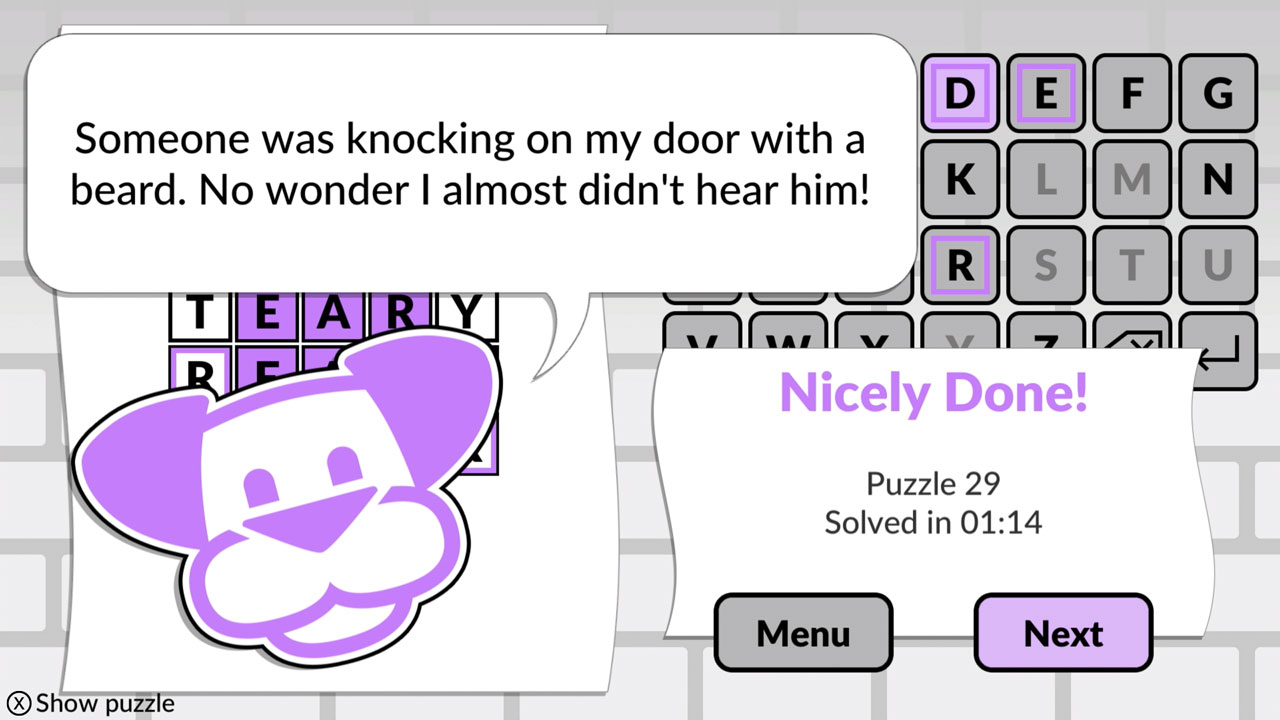 Someone was knocking on my door with a
beard. No wonder I almost didn't hear him!
D E F G
K L M N
R S T U
V W X Y Z
T E A R Y
R E
Nicely Done!
Puzzle 29
Solved in 01:14
Menu
Next
X Show puzzle